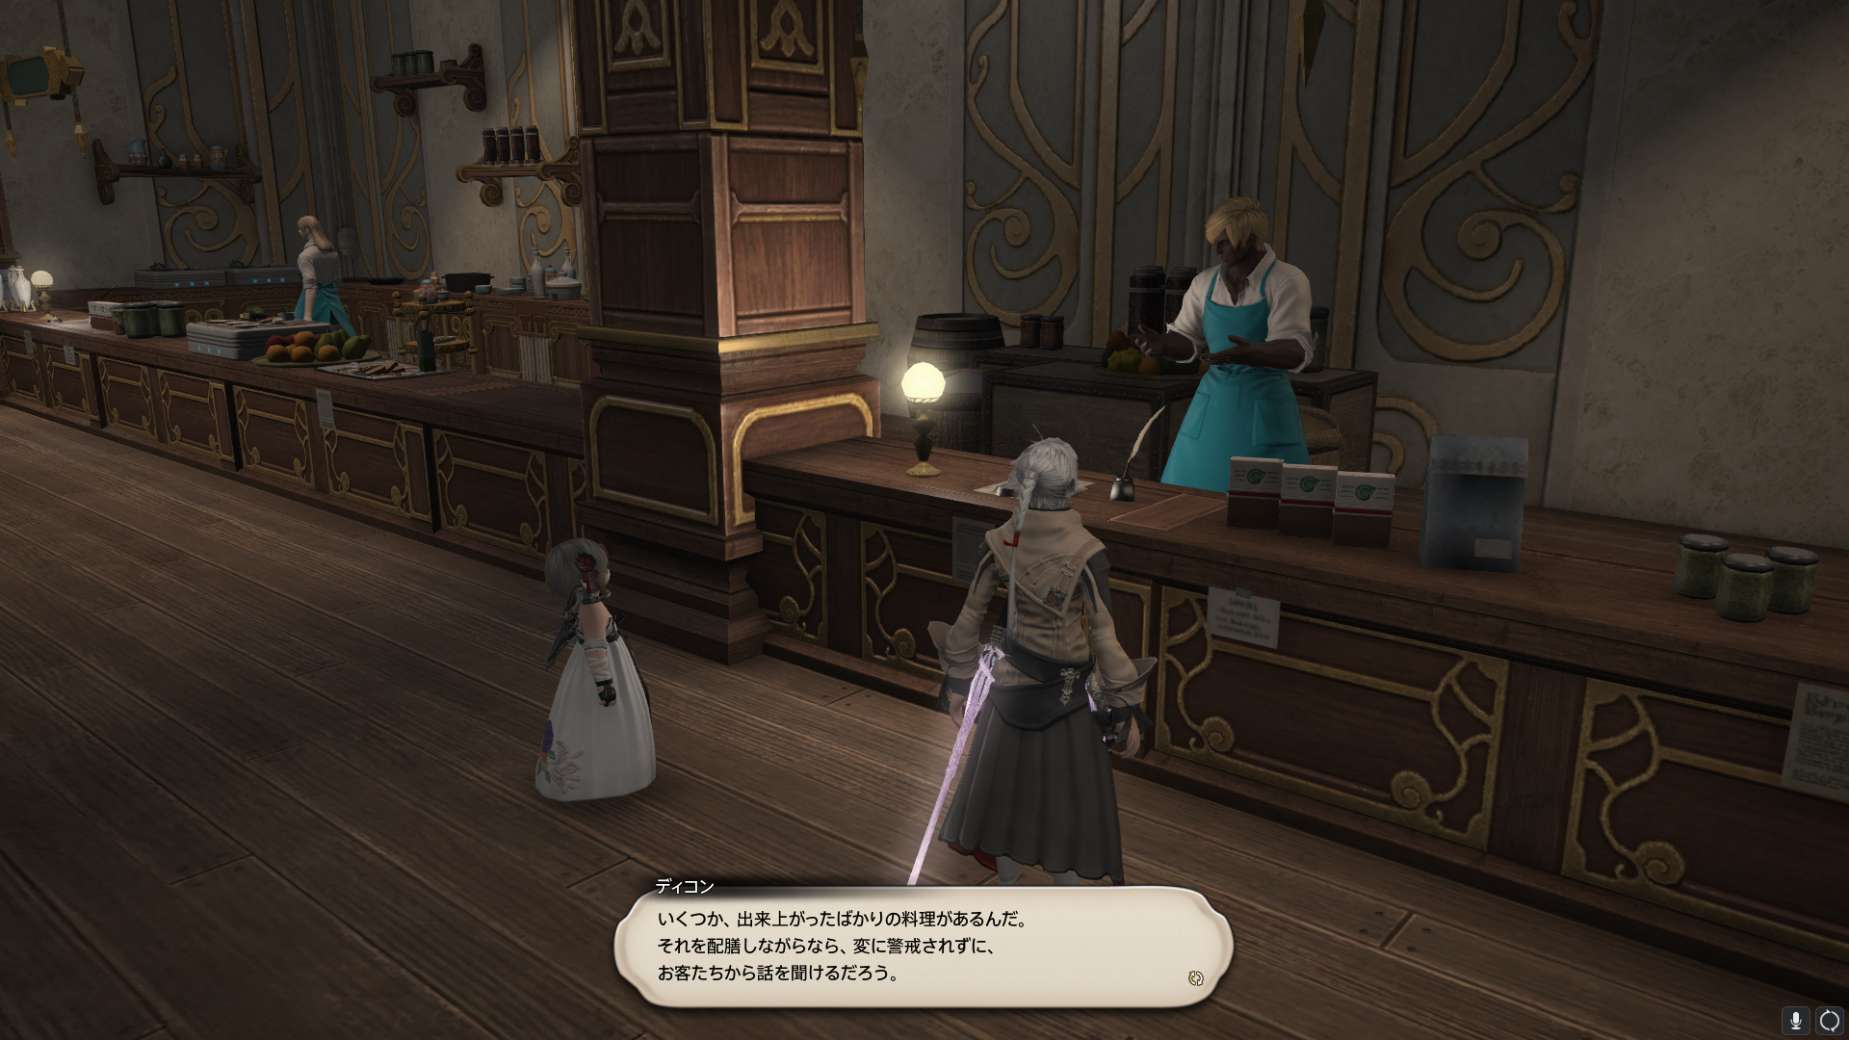 ディコン
いくつか、出来上がったばかりの料理があるんだ。
それを配膳しながらなら、変に警戒されずに、
お客たちから話を聞けるだろう。